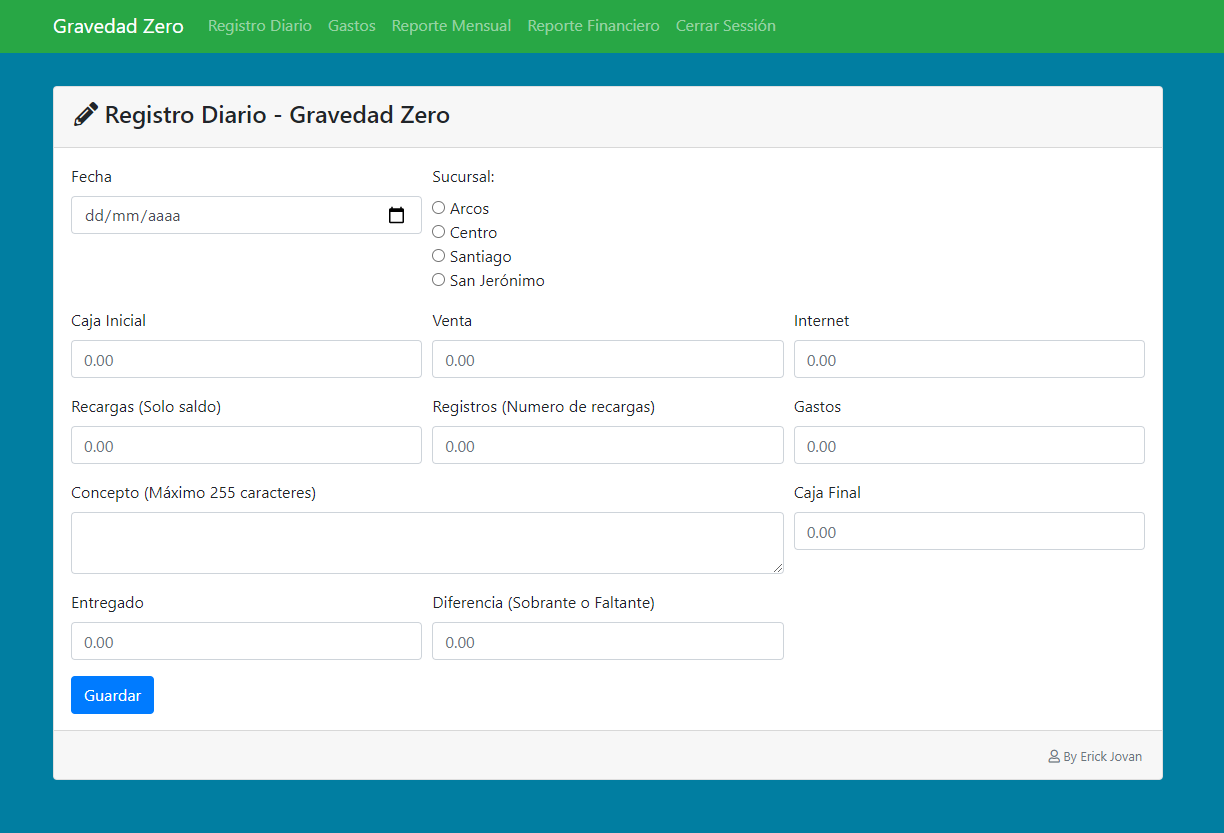 Gravedad Zero Registro Diario Gastos Reporte Mensual Reporte Financiero Cerrar Sessión
Registro Diario - Gravedad Zero
Fecha Sucursal:
dd/mm/aaaa
Arcos
Centro
Santiago
San Jerónimo
Caja Inicial Venta Internet
0.00 0.00 0.00
Recargas (Solo saldo) Registros (Numero de recargas) Gastos
0.00 0.00 0.00
Concepto (Máximo 255 caracteres) Caja Final
0.00
Entregado Diferencia (Sobrante o Faltante)
0.00 0.00
Guardar
By Erick Jovan